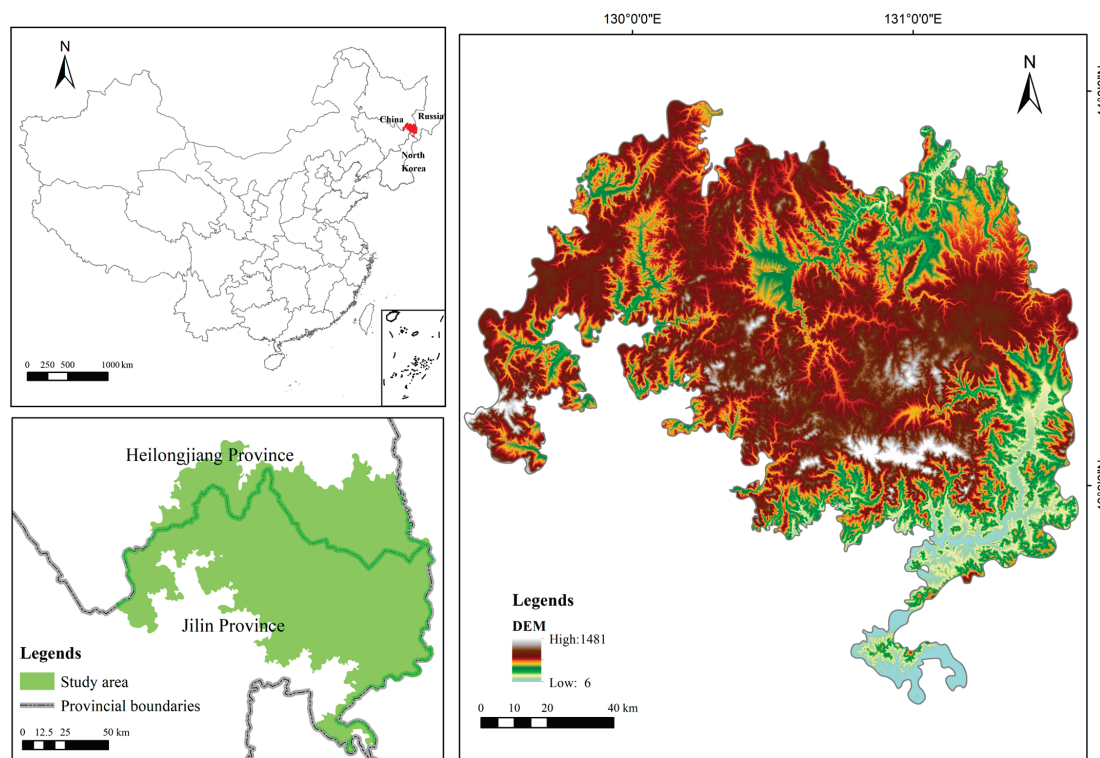 N
China
Russia
North
Korea
0 250 500 1000 km
Heilongjiang Province
Jilin Province
Legends
Study area
Provincial boundaries
0 12.5 25 50 km
130°0'0"E 131°0'0"E
N
Legends
DEM
High:1481
Low: 6
0 10 20 40 km